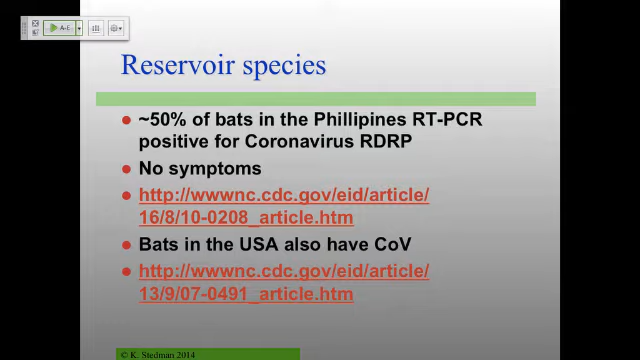 A-E
Reservoir species
~50% of bats in the Phillipines RT-PCR
positive for Coronavirus RDRP
No symptoms
http://wwwnc.cdc.gov/eid/article/
16/8/10-0208_article.htm
Bats in the USA also have CoV
http://wwwnc.cdc.gov/eid/article/
13/9/07-0491_article.htm
© K. Stedman 2014